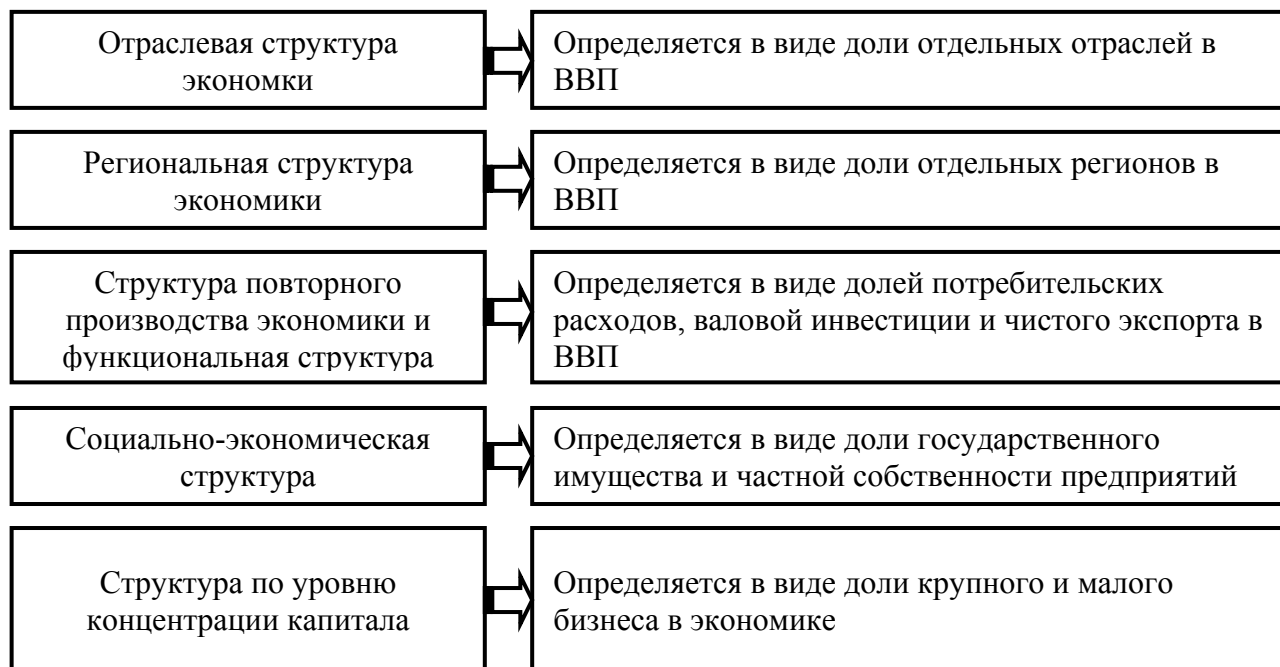 Отраслевая структура
экономки
Определяется в виде доли отдельных отраслей в
ВВП
Региональная структура
экономики
Определяется в виде доли отдельных регионов в
ВВП
Структура повторного
производства экономики и
функциональная структура
Определяется в виде долей потребительских
расходов, валовой инвестиции и чистого экспорта в
ВВП
Социально-экономическая
структура
Определяется в виде доли государственного
имущества и частной собственности предприятий
Структура по уровню
концентрации капитала
Определяется в виде доли крупного и малого
бизнеса в экономике